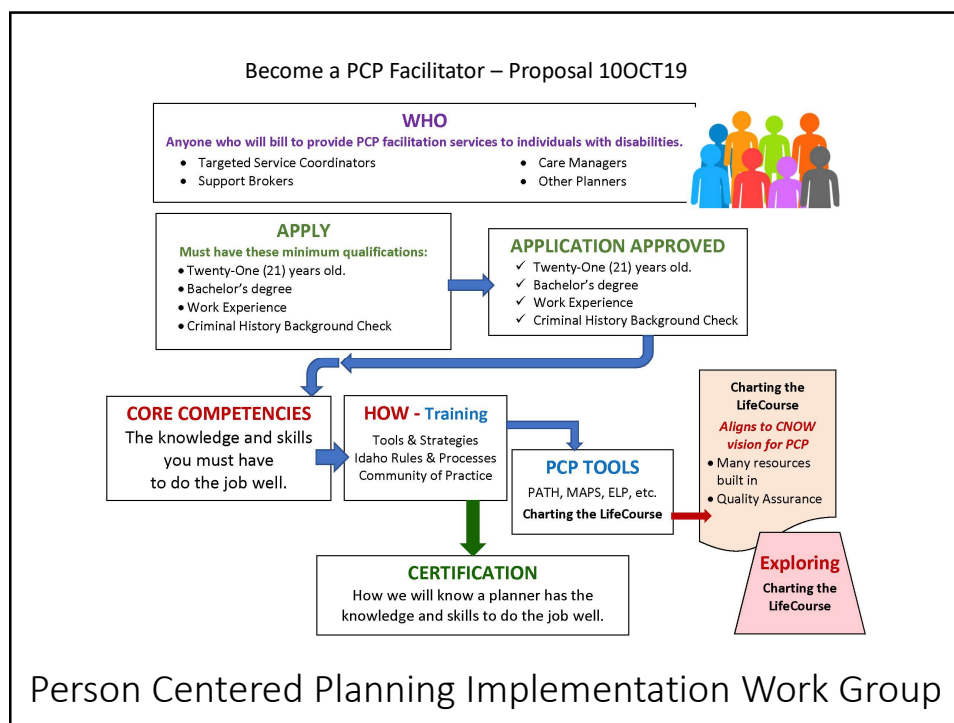 Become a PCP Facilitator – Proposal 10OCT19
WHO
Anyone who will bill to provide PCP facilitation services to individuals with disabilities.
• Targeted Service Coordinators
• Support Brokers
• Care Managers
• Other Planners
APPLY
Must have these minimum qualifications:
• Twenty-One (21) years old.
• Bachelor's degree
• Work Experience
• Criminal History Background Check
APPLICATION APPROVED
✓ Twenty-One (21) years old.
✓ Bachelor's degree
✓ Work Experience
✓ Criminal History Background Check
CORE COMPETENCIES
The knowledge and skills
you must have
to do the job well.
HOW - Training
Tools & Strategies
Idaho Rules & Processes
Community of Practice
PCP TOOLS
PATH, MAPS, ELP, etc.
Charting the LifeCourse
Charting the
LifeCourse
Aligns to CNOW
vision for PCP
• Many resources
built in
• Quality Assurance
Exploring
Charting the
LifeCourse
CERTIFICATION
How we will know a planner has the
knowledge and skills to do the job well.
Person Centered Planning Implementation Work Group